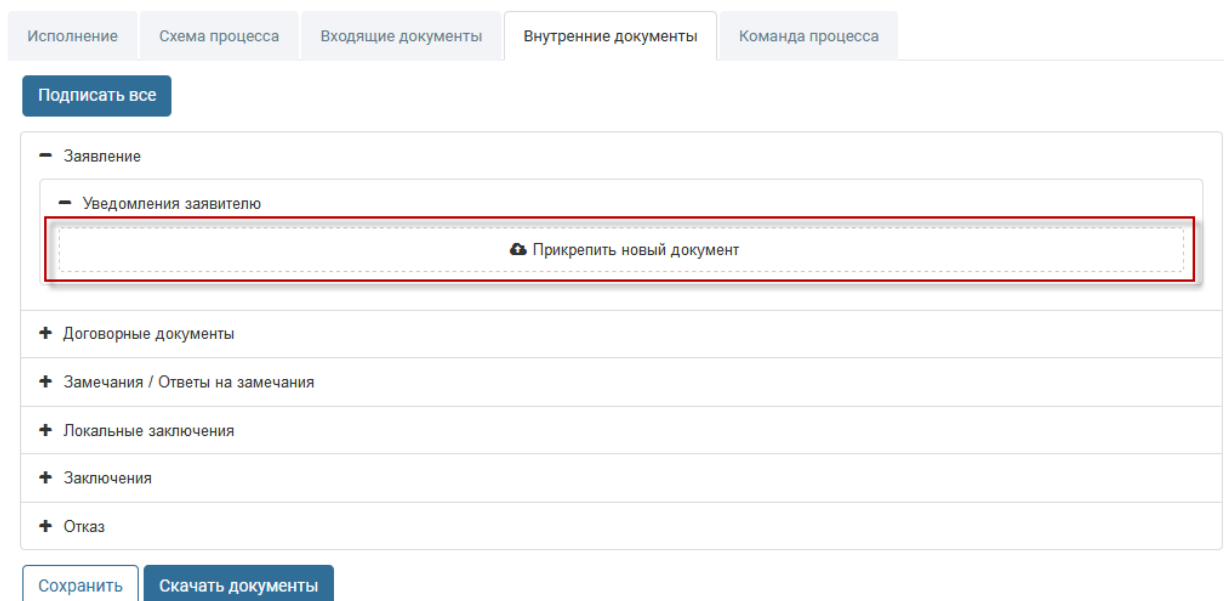 Исполнение Схема процесса Входящие документы Внутренние документы Команда процесса
Подписать все
Заявление
Уведомления заявителю
Прикрепить новый документ
Договорные документы
Замечания / Ответы на замечания
Локальные заключения
Заключения
Отказ
Сохранить Скачать документы